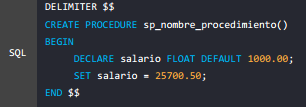 SQL
DELIMITER $$
CREATE PROCEDURE sp_nombre_procedimiento()
BEGIN
DECLARE salario FLOAT DEFAULT 1000.00;
SET salario = 25700.50;
END $$